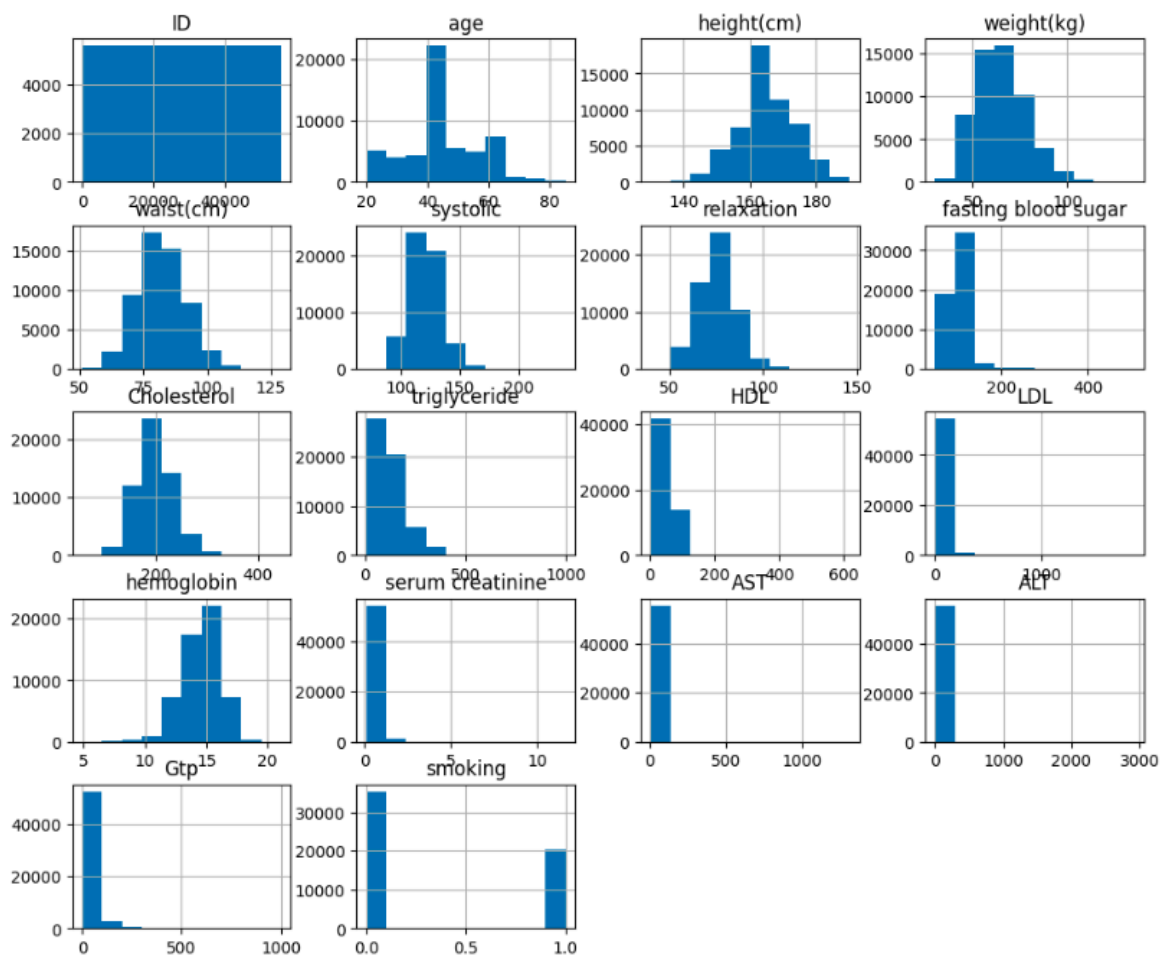 ID
4000
2000
0
0 20000 40000
age
20000
10000
0
20 40 60 80
height(cm)
15000
10000
5000
0
140 160 180
weight(kg)
15000
10000
5000
0
50 100
waist(cm)
15000
10000
5000
0
50 75 100 125
systolic
20000
10000
0
100 150 200
relaxation
20000
10000
0
50 100 150
fasting blood sugar
30000
20000
10000
0
200 400
Cholesterol
20000
10000
0
200 400
triglyceride
20000
10000
0
0 500 1000
HDL
40000
20000
0
0 200 400 600
LDL
40000
20000
0
0 1000
hemoglobin
20000
10000
0
5 10 15 20
serum creatinine
40000
20000
0
0 5 10
AST
40000
20000
0
0 500 1000
ALT
40000
20000
0
0 1000 2000 3000
Gtp
40000
20000
0
0 500 1000
smoking
30000
20000
10000
0
0.0 0.5 1.0